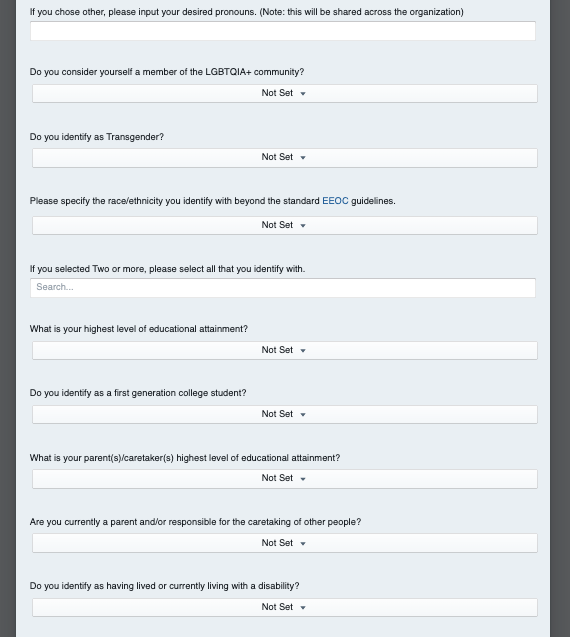 If you chose other, please input your desired pronouns. (Note: this will be shared across the organization)
Do you consider yourself a member of the LGBTQIA+ community?
Not Set
Do you identify as Transgender?
Not Set
Please specify the race/ethnicity you identify with beyond the standard EEOC guidelines.
Not Set
If you selected Two or more, please select all that you identify with.
Search...
What is your highest level of educational attainment?
Not Set
Do you identify as a first generation college student?
Not Set
What is your parent(s)/caretaker(s) highest level of educational attainment?
Not Set
Are you currently a parent and/or responsible for the caretaking of other people?
Not Set
Do you identify as having lived or currently living with a disability?
Not Set